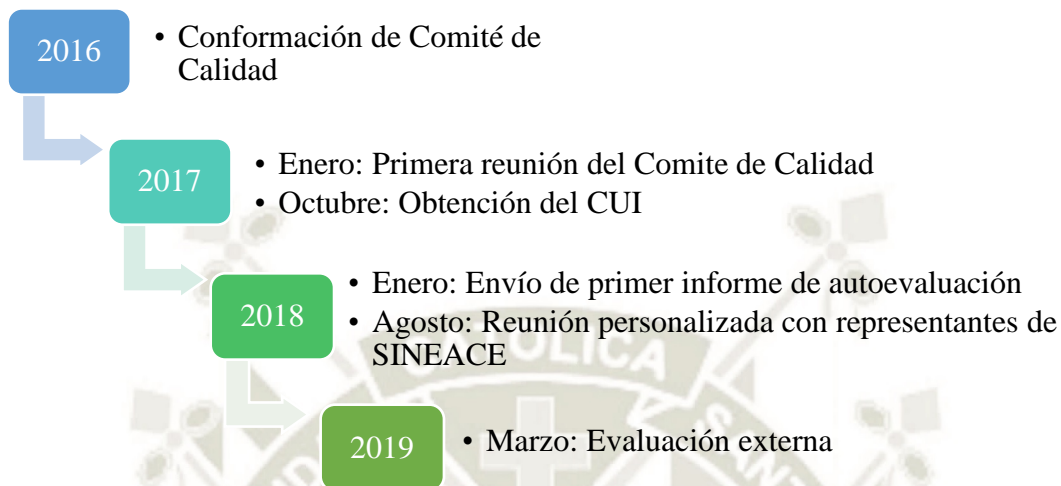 2016
• Conformación de Comité de
Calidad
2017
• Enero: Primera reunión del Comite de Calidad
• Octubre: Obtención del CUI
2018
• Enero: Envío de primer informe de autoevaluación
• Agosto: Reunión personalizada con representantes de
SINEACE
2019
• Marzo: Evaluación externa
CATOLICA